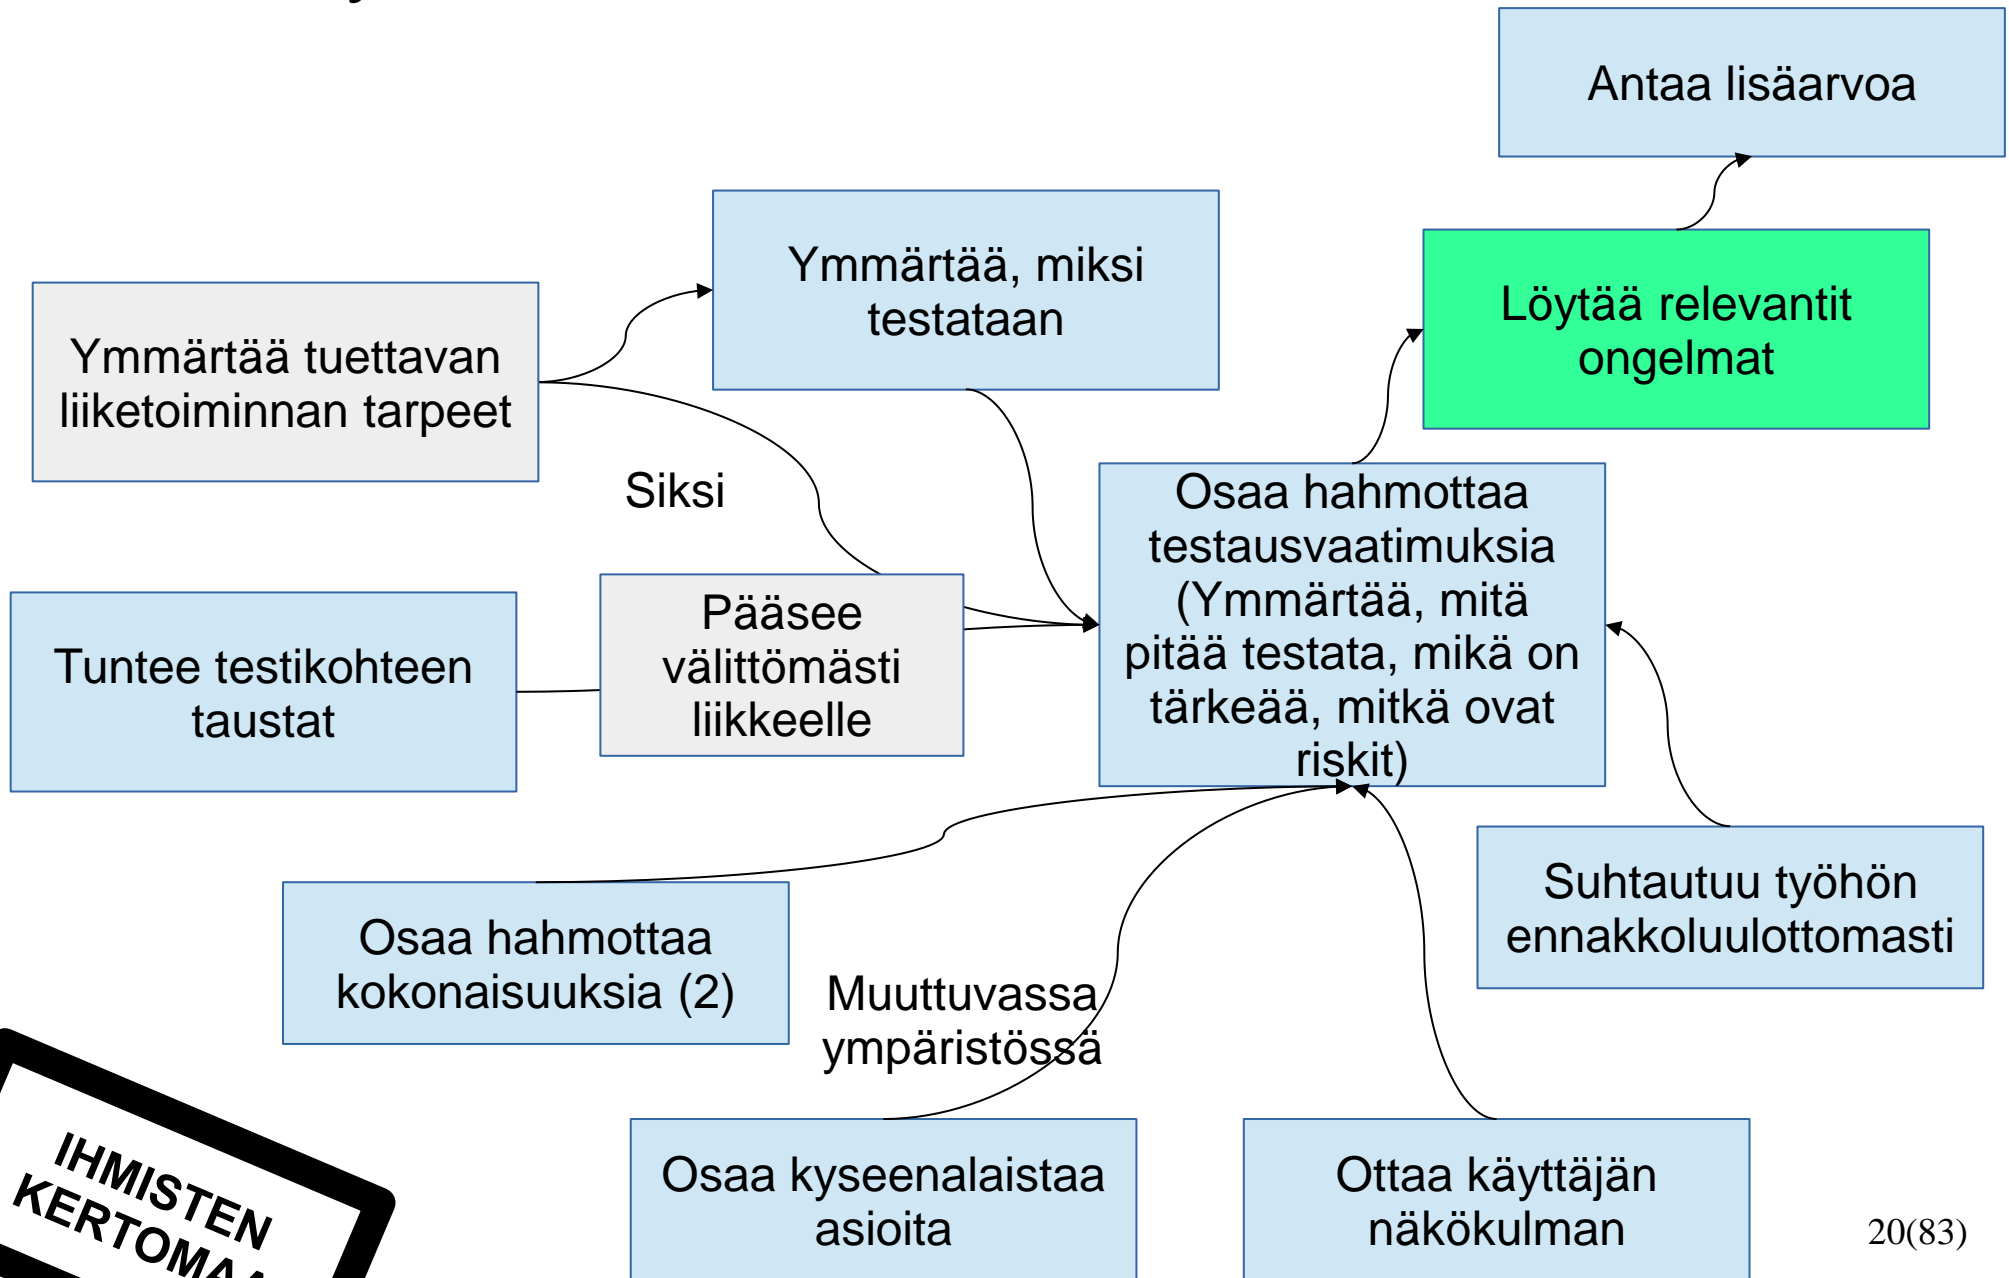 Antaa lisäarvoa
Ymmärtää, miksi
testataan
Löytää relevantit
ongelmat
Ymmärtää tuettavan
liiketoiminnan tarpeet
Siksi
Osaa hahmottaa
testausvaatimuksia
(Ymmärtää, mitä
pitää testata, mikä on
tärkeää, mitkä ovat
riskit)
Tuntee testikohteen
taustat
Pääsee
välittömästi
liikkeelle
Suhtautuu työhön
ennakkoluulottomasti
Osaa hahmottaa
kokonaisuuksia (2)
Muuttuvassa
ympäristössä
Osaa kyseenalaistaa
asioita
Ottaa käyttäjän
näkökulman
IHMISTEN
KERTOMAA
20(83)